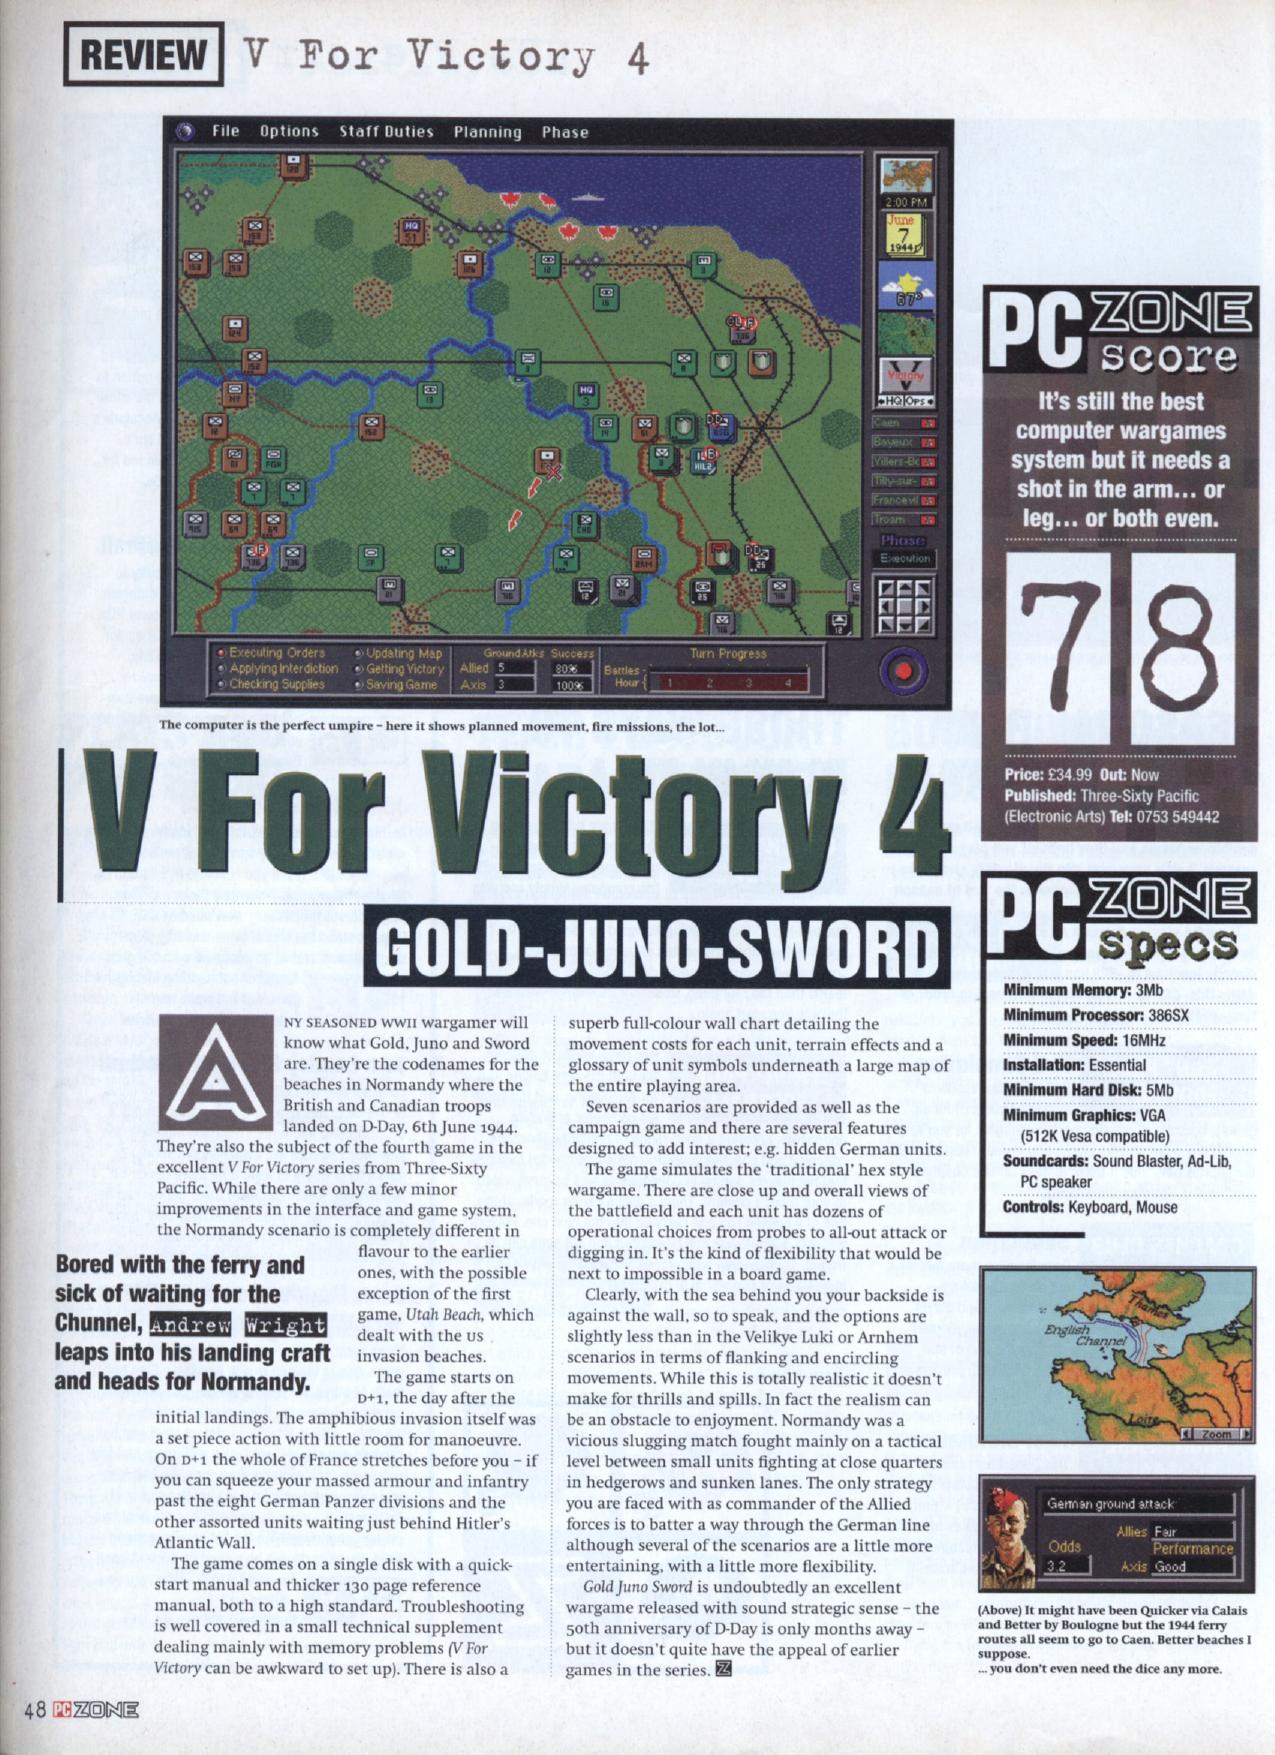 REVIEW V For Victory 4
File Options Staff Duties Planning Phase
2:00 PM
June
7
1944
67°
Victory
HQ Ops
Caen
Bayeux
Tilly-sur-
Francevil
Troarn
Phase
Execution
Executing Orders
Applying Interdiction
Checking Supplies
Updating Map
Getting Victory
Saving Game
Ground Atks Success
Allied 5 80%
Axis 3 100%
Turn Progress
Battles
Hour 1 2 3 4
The computer is the perfect umpire – here it shows planned movement, fire missions, the lot...
V For Victory 4
GOLD-JUNO-SWORD
ANY SEASONED WWII wargamer will
know what Gold, Juno and Sword
are. They're the codenames for the
beaches in Normandy where the
British and Canadian troops
landed on D-Day, 6th June 1944.
They're also the subject of the fourth game in the
excellent V For Victory series from Three-Sixty
Pacific. While there are only a few minor
improvements in the interface and game system,
the Normandy scenario is completely different in
flavour to the earlier
ones, with the possible
exception of the first
game, Utah Beach, which
dealt with the US
invasion beaches.
The game starts on
D+1, the day after the
initial landings. The amphibious invasion itself was
a set piece action with little room for manoeuvre.
On D+1 the whole of France stretches before you – if
you can squeeze your massed armour and infantry
past the eight German Panzer divisions and the
other assorted units waiting just behind Hitler's
Atlantic Wall.
The game comes on a single disk with a quick-
start manual and thicker 130 page reference
manual, both to a high standard. Troubleshooting
is well covered in a small technical supplement
dealing mainly with memory problems (V For
Victory can be awkward to set up). There is also a
Bored with the ferry and
sick of waiting for the
Chunnel, Andrew Wright
leaps into his landing craft
and heads for Normandy.
superb full-colour wall chart detailing the
movement costs for each unit, terrain effects and a
glossary of unit symbols underneath a large map of
the entire playing area.
Seven scenarios are provided as well as the
campaign game and there are several features
designed to add interest; e.g. hidden German units.
The game simulates the 'traditional' hex style
wargame. There are close up and overall views of
the battlefield and each unit has dozens of
operational choices from probes to all-out attack or
digging in. It's the kind of flexibility that would be
next to impossible in a board game.
Clearly, with the sea behind you your backside is
against the wall, so to speak, and the options are
slightly less than in the Velikye Luki or Arnhem
scenarios in terms of flanking and encircling
movements. While this is totally realistic it doesn't
make for thrills and spills. In fact the realism can
be an obstacle to enjoyment. Normandy was a
vicious slugging match fought mainly on a tactical
level between small units fighting at close quarters
in hedgerows and sunken lanes. The only strategy
you are faced with as commander of the Allied
forces is to batter a way through the German line
although several of the scenarios are a little more
entertaining, with a little more flexibility.
Gold Juno Sword is undoubtedly an excellent
wargame released with sound strategic sense – the
50th anniversary of D-Day is only months away –
but it doesn't quite have the appeal of earlier
games in the series. Z
PC ZONE
score
It's still the best
computer wargames
system but it needs a
shot in the arm... or
leg... or both even.
78
Price: £34.99 Out: Now
Published: Three-Sixty Pacific
(Electronic Arts) Tel: 0753 549442
PC ZONE
specs
Minimum Memory: 3Mb
Minimum Processor: 386SX
Minimum Speed: 16MHz
Installation: Essential
Minimum Hard Disk: 5Mb
Minimum Graphics: VGA
(512K Vesa compatible)
Soundcards: Sound Blaster, Ad-Lib,
PC speaker
Controls: Keyboard, Mouse
Thames
English
Channel
Seine
Loire
Zoom
German ground attack
Allies Fair
Odds Performance
3.2 Axis Good
(Above) It might have been Quicker via Calais
and Better by Boulogne but the 1944 ferry
routes all seem to go to Caen. Better beaches I
suppose.
... you don't even need the dice any more.
48 PC ZONE